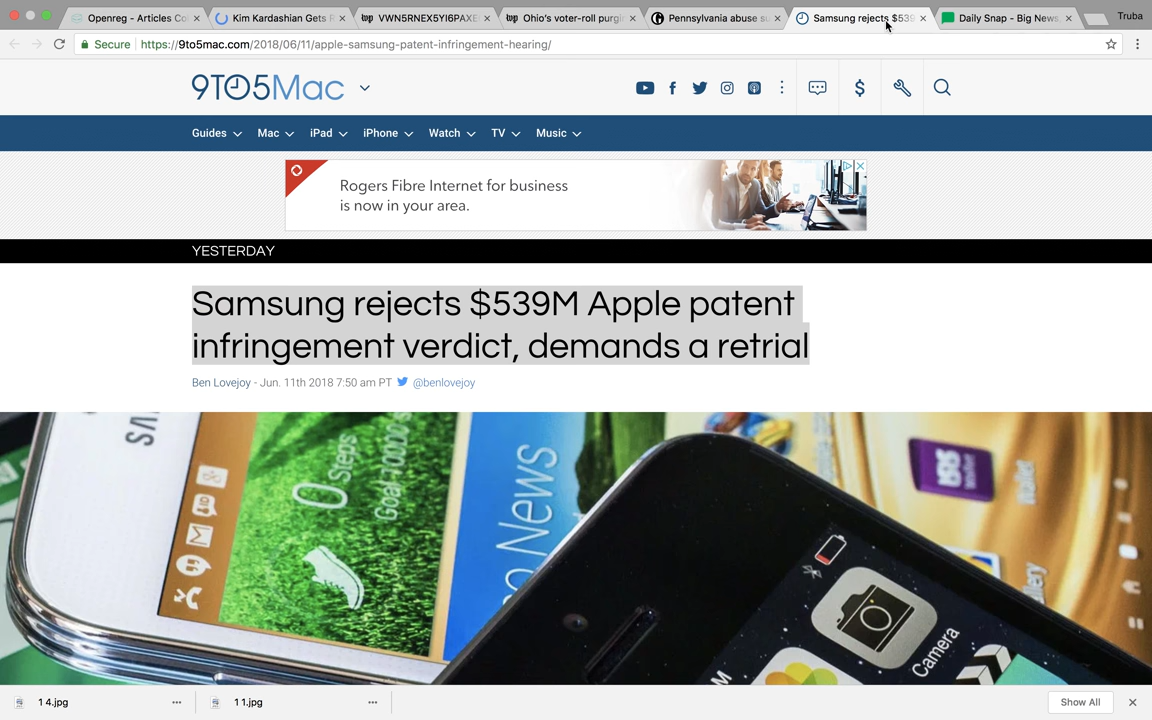 Openreg - Articles Co
Kim Kardashian Gets R
VWN5RNEX5YI6PAXE
Ohio's voter-roll purgi
Pennsylvania abuse su
Samsung rejects $539
Daily Snap - Big News
Truba
Secure
https://9to5mac.com/2018/06/11/apple-samsung-patent-infringement-hearing/
9TO5Mac
Guides Mac iPad iPhone Watch TV Music
Rogers Fibre Internet for business
is now in your area.
YESTERDAY
Samsung rejects $539M Apple patent
infringement verdict, demands a retrial
Ben Lovejoy - Jun. 11th 2018 7:50 am PT @benlovejoy
0 Steps
News
Camera
1 4.jpg
1 1.jpg
Show All